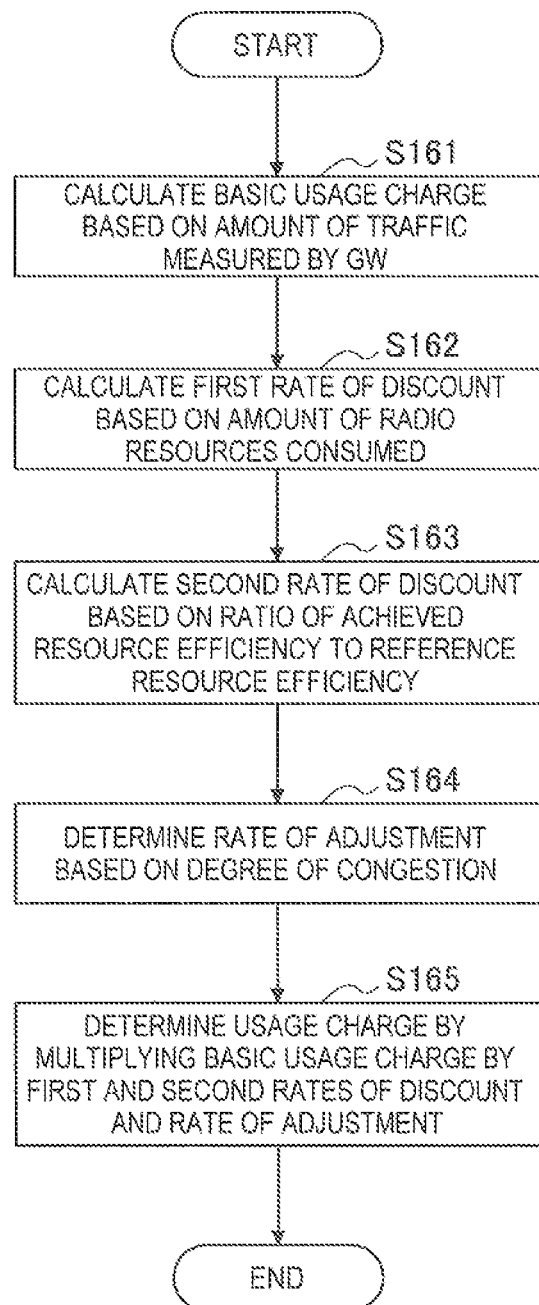 START
S161
CALCULATE BASIC USAGE CHARGE
BASED ON AMOUNT OF TRAFFIC
MEASURED BY GW
S162
CALCULATE FIRST RATE OF DISCOUNT
BASED ON AMOUNT OF RADIO
RESOURCES CONSUMED
S163
CALCULATE SECOND RATE OF DISCOUNT
BASED ON RATIO OF ACHIEVED
RESOURCE EFFICIENCY TO REFERENCE
RESOURCE EFFICIENCY
S164
DETERMINE RATE OF ADJUSTMENT
BASED ON DEGREE OF CONGESTION
S165
DETERMINE USAGE CHARGE BY
MULTIPLYING BASIC USAGE CHARGE BY
FIRST AND SECOND RATES OF DISCOUNT
AND RATE OF ADJUSTMENT
END